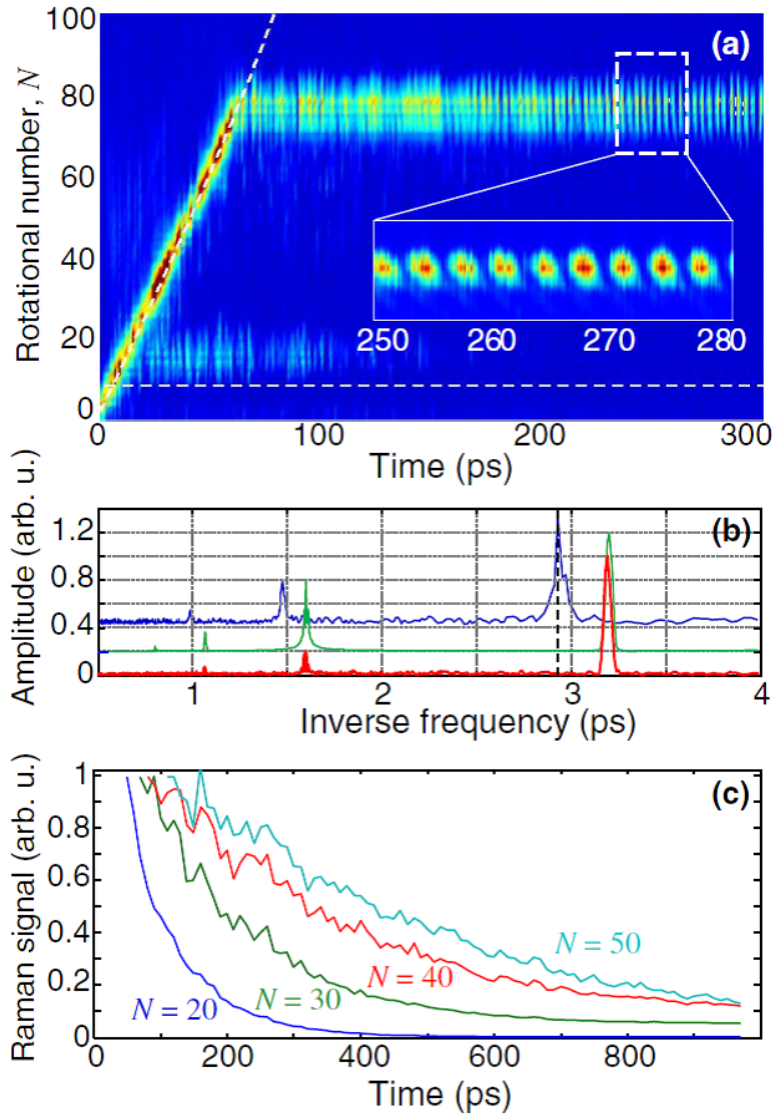 100
(a)
80
60
40
20
0
Rotational number, N
250 260 270 280
0 100 200 300
Time (ps)
(b)
1.2
0.8
0.4
0
Amplitude (arb. u.)
1 2 3 4
Inverse frequency (ps)
(c)
1
0.8
0.6
0.4
0.2
0
Raman signal (arb. u.)
N = 50
N = 40
N = 30
N = 20
0 200 400 600 800
Time (ps)